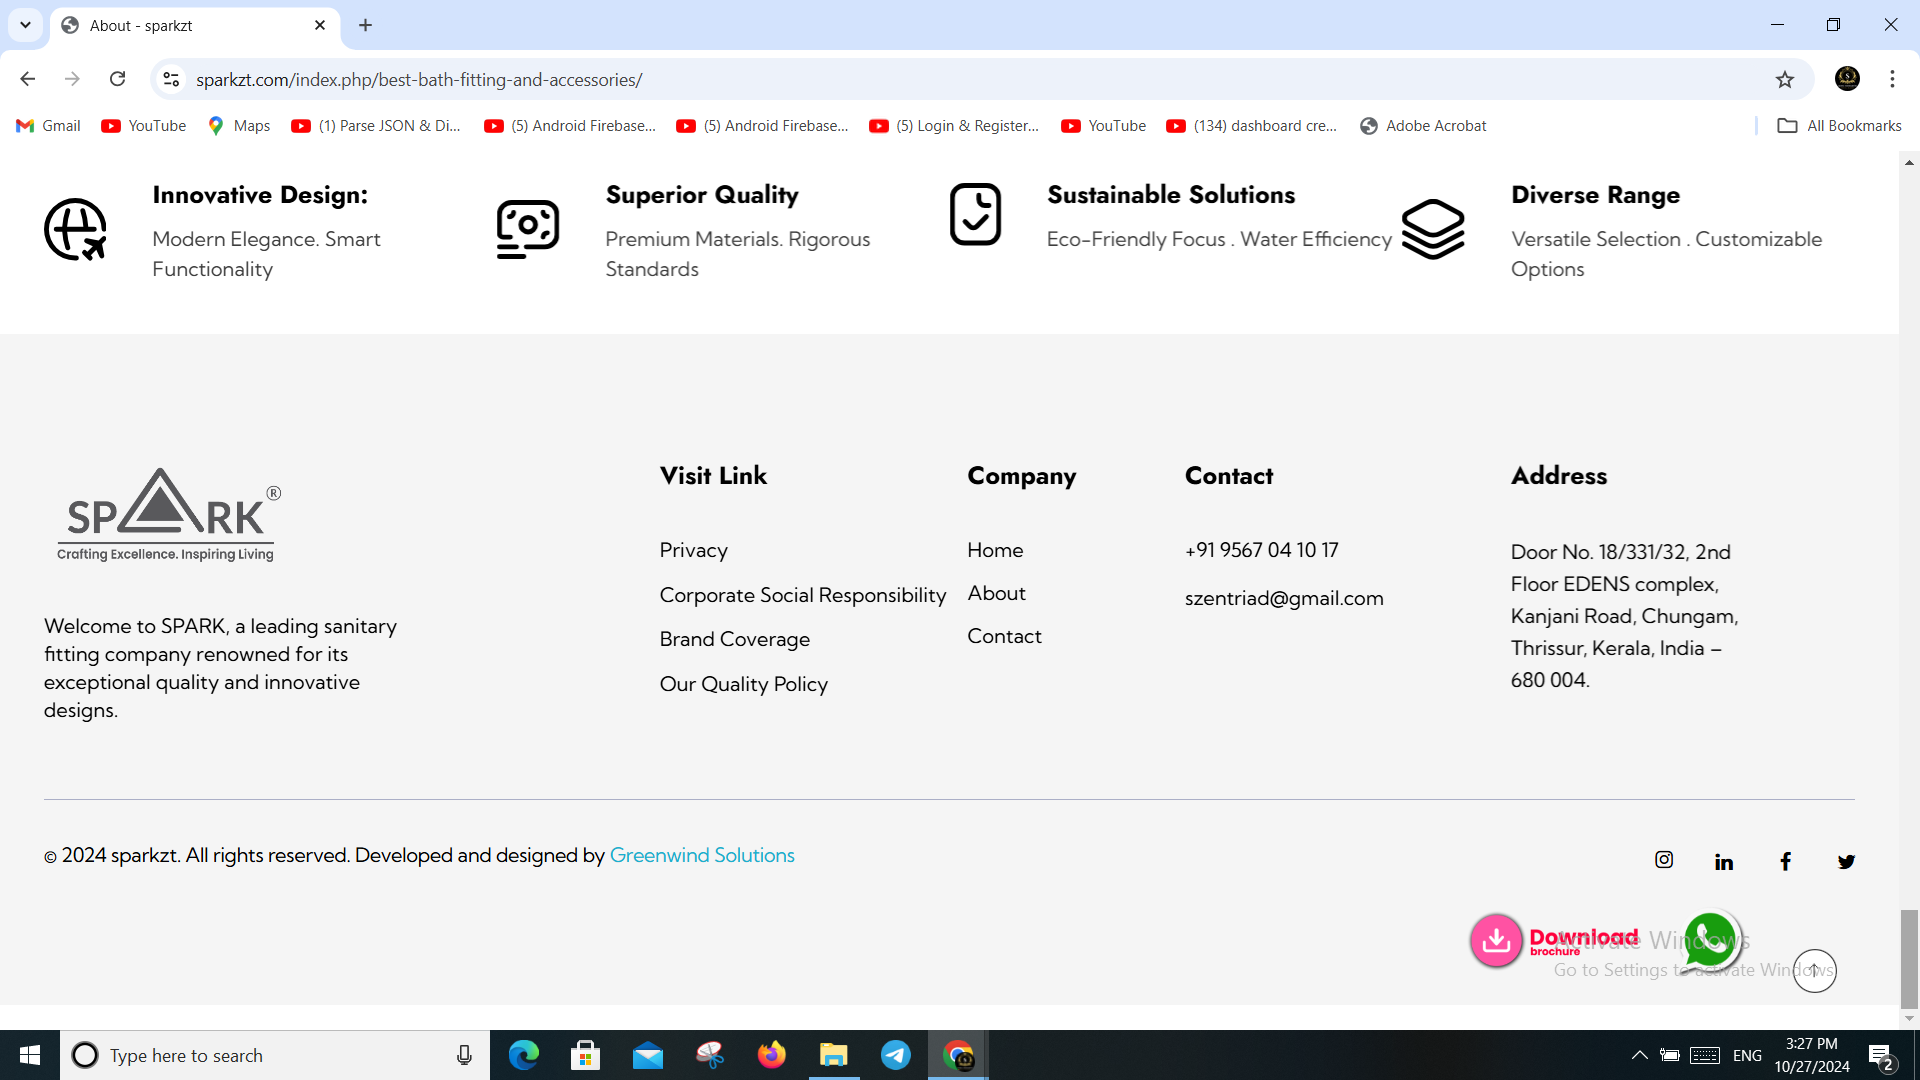 About - sparkzt
sparkzt.com/index.php/best-bath-fitting-and-accessories/
Gmail YouTube Maps (1) Parse JSON & Di... (5) Android Firebase... (5) Android Firebase... (5) Login & Register... YouTube (134) dashboard cre... Adobe Acrobat All Bookmarks
Innovative Design:
Modern Elegance. Smart
Functionality
Superior Quality
Premium Materials. Rigorous
Standards
Sustainable Solutions
Eco-Friendly Focus . Water Efficiency
Diverse Range
Versatile Selection . Customizable
Options
SPARK®
Crafting Excellence. Inspiring Living
Welcome to SPARK, a leading sanitary
fitting company renowned for its
exceptional quality and innovative
designs.
Visit Link
Privacy
Corporate Social Responsibility
Brand Coverage
Our Quality Policy
Company
Home
About
Contact
Contact
+91 9567 04 10 17
szentriad@gmail.com
Address
Door No. 18/331/32, 2nd
Floor EDENS complex,
Kanjani Road, Chungam,
Thrissur, Kerala, India –
680 004.
© 2024 sparkzt. All rights reserved. Developed and designed by Greenwind Solutions
Download
brochure
Activate Windows
Go to Settings to activate Windows.
Type here to search
ENG
3:27 PM
10/27/2024
2